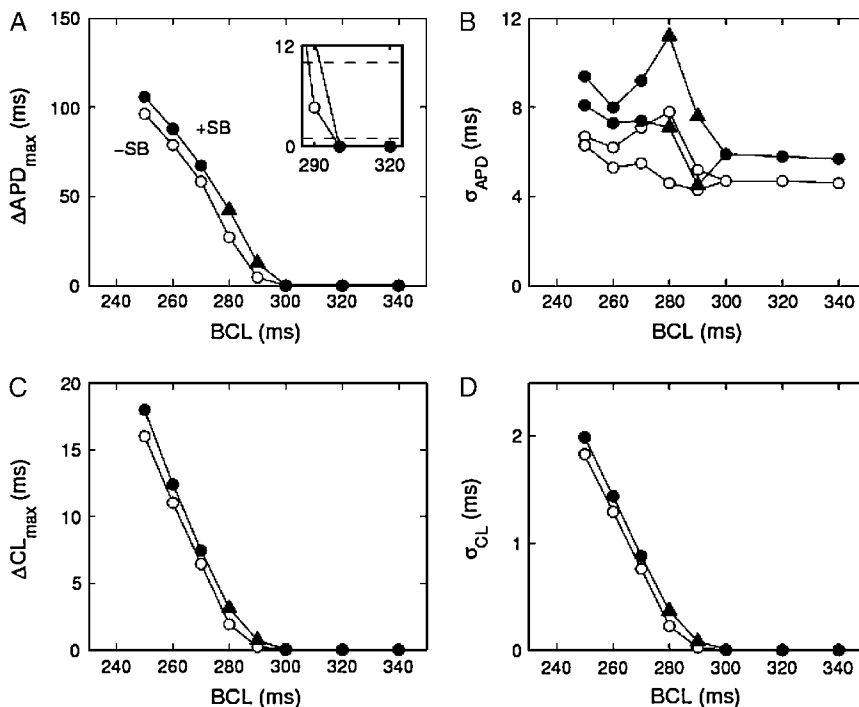 A
150
100
50
0
ΔAPDmax (ms)
+SB
−SB
12
0
290
320
240 260 280 300 320 340
BCL (ms)
B
12
8
4
0
σAPD (ms)
240 260 280 300 320 340
BCL (ms)
C
20
15
10
5
0
ΔCLmax (ms)
240 260 280 300 320 340
BCL (ms)
D
2
1
0
σCL (ms)
240 260 280 300 320 340
BCL (ms)